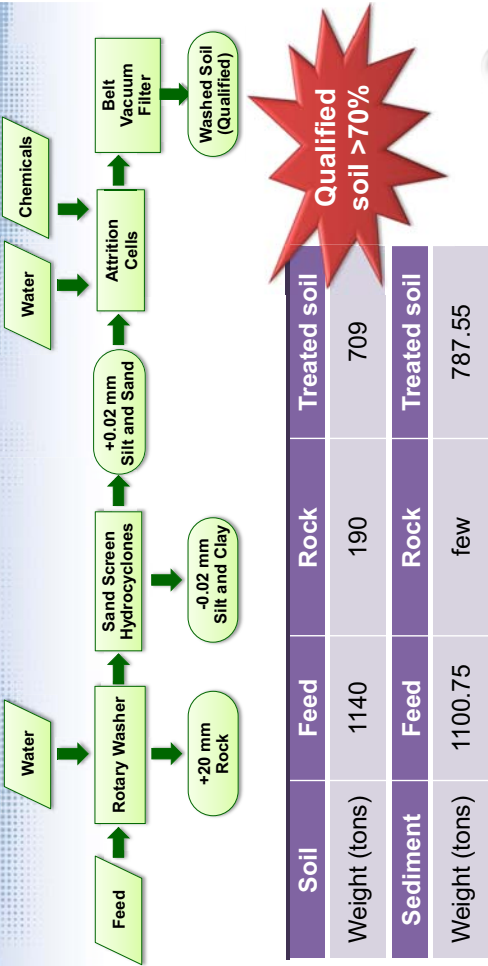 Water
Water
Chemicals
Feed
Rotary Washer
Sand Screen
Hydrocyclones
+0.02 mm
Silt and Sand
Attrition
Cells
Belt
Vacuum
Filter
+20 mm
Rock
-0.02 mm
Silt and Clay
Washed Soil
(Qualified)
Qualified
soil >70%
Soil Feed Rock Treated soil
Weight (tons) 1140 190 709
Sediment Feed Rock Treated soil
Weight (tons) 1100.75 few 787.55